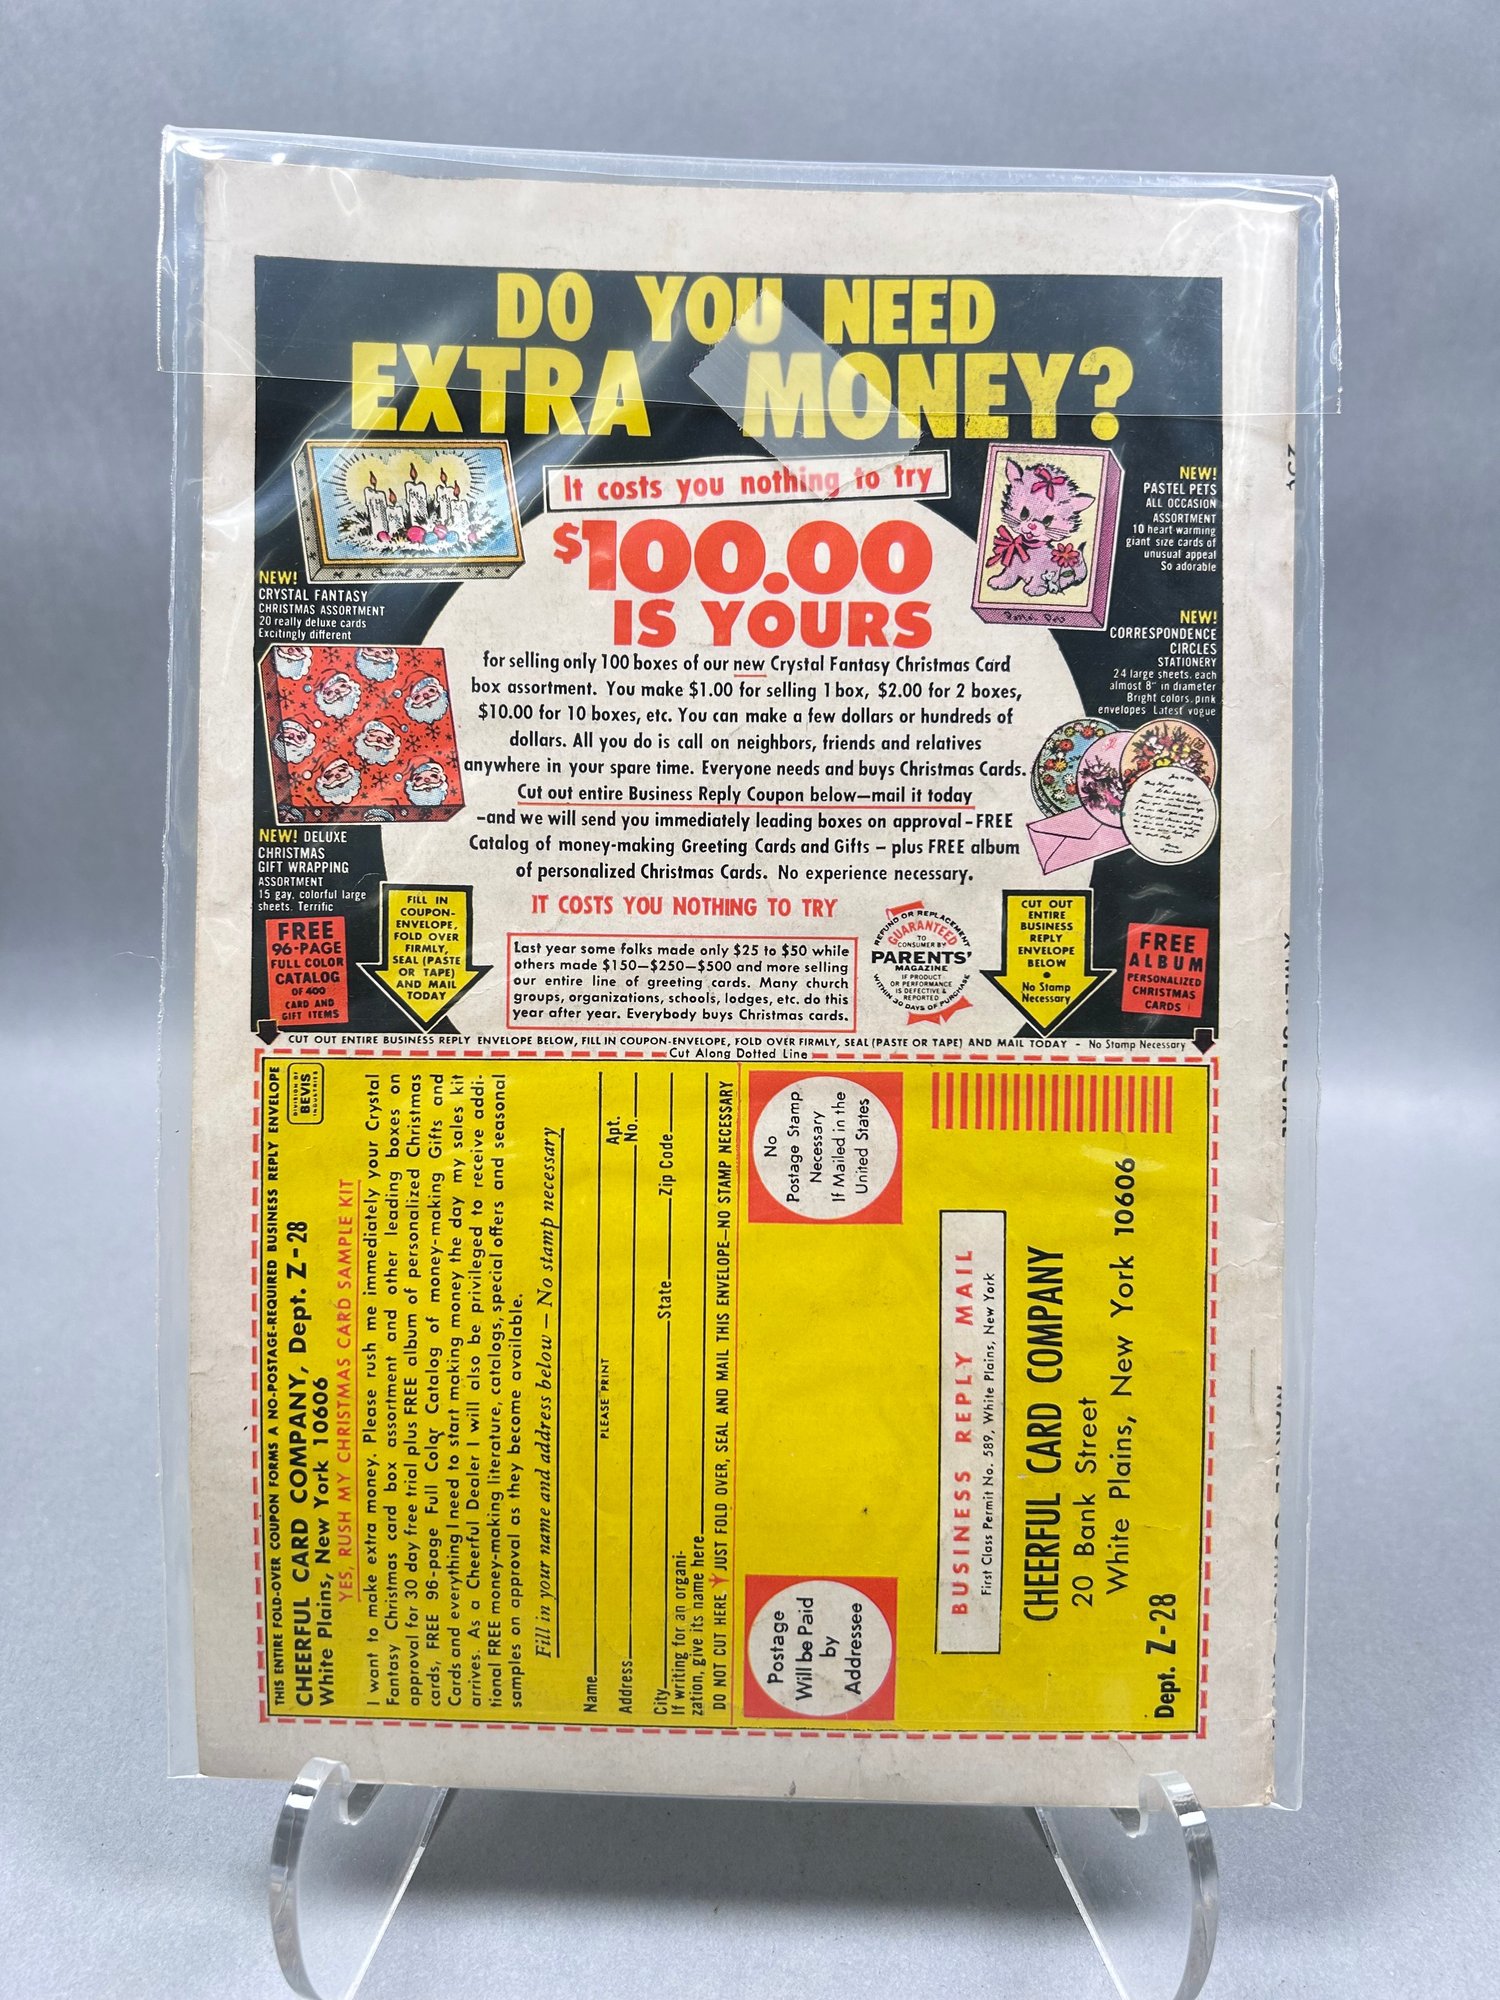 DO YOU NEED
EXTRA MONEY?
It costs you nothing to try
$100.00
IS YOURS
for selling only 100 boxes of our new Crystal Fantasy Christmas Card
box assortment. You make $1.00 for selling 1 box, $2.00 for 2 boxes,
$10.00 for 10 boxes, etc. You can make a few dollars or hundreds of
dollars. All you do is call on neighbors, friends and relatives
anywhere in your spare time. Everyone needs and buys Christmas Cards.
Cut out entire Business Reply Coupon below—mail it today
-and we will send you immediately leading boxes on approval-FREE
Catalog of money-making Greeting Cards and Gifts - plus FREE album
of personalized Christmas Cards. No experience necessary.
IT COSTS YOU NOTHING TO TRY
NEW!
CRYSTAL FANTASY
CHRISTMAS ASSORTMENT
20 really deluxe cards
Excitingly different
NEW! DELUXE
CHRISTMAS
GIFT WRAPPING
ASSORTMENT
15 gay, colorful large
sheets. Terrific
NEW!
PASTEL PETS
ALL OCCASION
ASSORTMENT
10 heart warming
giant size cards of
unusual appeal
So adorable
NEW!
CORRESPONDENCE
CIRCLES
STATIONERY
24 large sheets, each
almost 8" in diameter
Bright colors, pink
envelopes Latest vogue
FREE
96-PAGE
FULL COLOR
CATALOG
OF 400
CARD AND
GIFT ITEMS
FILL IN
COUPON-
ENVELOPE,
FOLD OVER
FIRMLY,
SEAL (PASTE
OR TAPE)
AND MAIL
TODAY
Last year some folks made only $25 to $50 while
others made $150—$250—$500 and more selling
our entire line of greeting cards. Many church
groups, organizations, schools, lodges, etc. do this
year after year. Everybody buys Christmas cards.
REFUND OR REPLACEMENT
GUARANTEED
TO
CONSUMER BY
PARENTS'
MAGAZINE
IF PRODUCT
OR PERFORMANCE
IS DEFECTIVE &
REPORTED
WITHIN 30 DAYS OF PURCHASE
CUT OUT
ENTIRE
BUSINESS
REPLY
ENVELOPE
BELOW
•
No Stamp
Necessary
FREE
ALBUM
PERSONALIZED
CHRISTMAS
CARDS
CUT OUT ENTIRE BUSINESS REPLY ENVELOPE BELOW, FILL IN COUPON-ENVELOPE, FOLD OVER FIRMLY, SEAL (PASTE OR TAPE) AND MAIL TODAY - No Stamp Necessary
Cut Along Dotted Line
THIS ENTIRE FOLD-OVER COUPON FORMS A NO-POSTAGE-REQUIRED BUSINESS REPLY ENVELOPE
CHEERFUL CARD COMPANY, Dept. Z-28
White Plains, New York 10606
DIVISION OF
BEVIS
INDUSTRIES
YES, RUSH MY CHRISTMAS CARD SAMPLE KIT
I want to make extra money. Please rush me immediately your Crystal
Fantasy Christmas card box assortment and other leading boxes on
approval for 30 day free trial plus FREE album of personalized Christmas
cards, FREE 96-page Full Color Catalog of money-making Gifts and
Cards and everything I need to start making money the day my sales kit
arrives. As a Cheerful Dealer I will also be privileged to receive addi-
tional FREE money-making literature, catalogs, special offers and seasonal
samples on approval as they become available.
Fill in your name and address below — No stamp necessary
Name
PLEASE PRINT
Address Apt. No.
City State Zip Code
If writing for an organi-
zation, give its name here
DO NOT CUT HERE JUST FOLD OVER, SEAL AND MAIL THIS ENVELOPE—NO STAMP NECESSARY
No
Postage Stamp
Necessary
If Mailed in the
United States
Postage
Will be Paid
by
Addressee
BUSINESS REPLY MAIL
First Class Permit No. 589, White Plains, New York
CHEERFUL CARD COMPANY
20 Bank Street
White Plains, New York 10606
Dept. Z-28
25¢